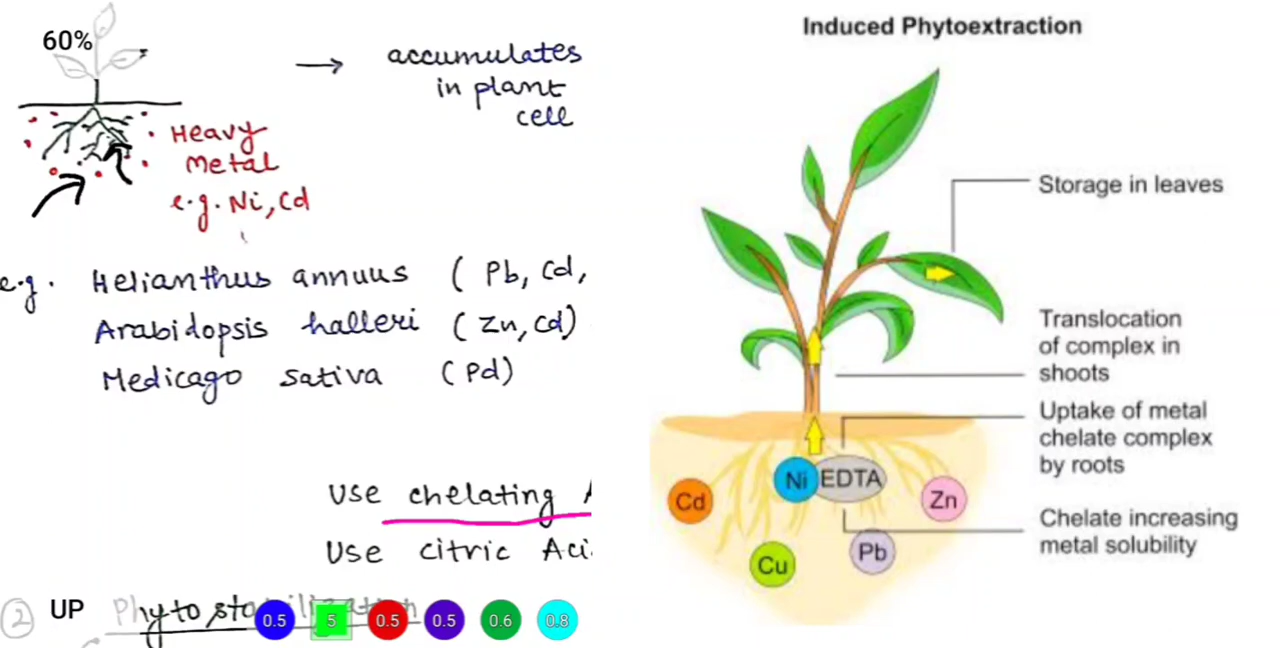 60%
→ accumulates
in plant
cell
Heavy
Metal
e.g. Ni, Cd
e.g. Helianthus annuus ( Pb, Cd,
Arabidopsis halleri ( Zn, Cd)
Medicago sativa (Pd)
Use chelating A
Use citric Aci
2 UP Phytostabilization
0.5 5 0.5 0.5 0.6 0.8
Induced Phytoextraction
Storage in leaves
Translocation
of complex in
shoots
Uptake of metal
chelate complex
by roots
Chelate increasing
metal solubility
Cd
Ni EDTA
Zn
Cu
Pb